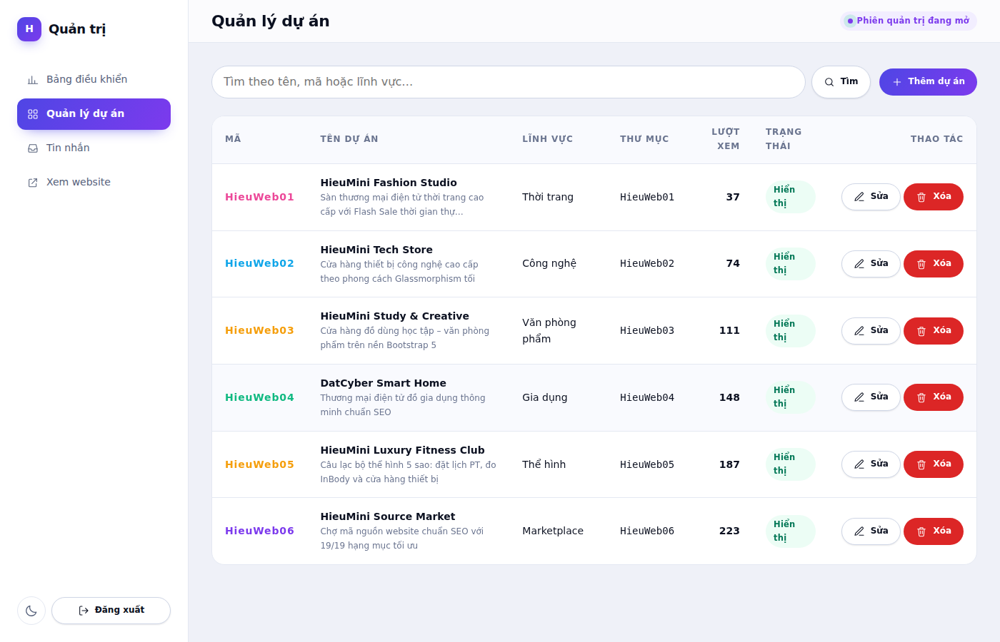 H
Quản trị
Bảng điều khiển
Quản lý dự án
Tin nhắn
Xem website
Đăng xuất
Quản lý dự án
Phiên quản trị đang mở
Tìm theo tên, mã hoặc lĩnh vực...
Tìm
Thêm dự án
MÃ
TÊN DỰ ÁN
LĨNH VỰC
THƯ MỤC
LƯỢT
XEM
TRẠNG
THÁI
THAO TÁC
HieuWeb01
HieuMini Fashion Studio
Sàn thương mại điện tử thời trang cao
cấp với Flash Sale thời gian thự...
Thời trang
HieuWeb01
37
Hiển
thị
Sửa
Xóa
HieuWeb02
HieuMini Tech Store
Cửa hàng thiết bị công nghệ cao cấp
theo phong cách Glassmorphism tối
Công nghệ
HieuWeb02
74
Hiển
thị
Sửa
Xóa
HieuWeb03
HieuMini Study & Creative
Cửa hàng đồ dùng học tập – văn phòng
phẩm trên nền Bootstrap 5
Văn phòng
phẩm
HieuWeb03
111
Hiển
thị
Sửa
Xóa
HieuWeb04
DatCyber Smart Home
Thương mại điện tử đồ gia dụng thông
minh chuẩn SEO
Gia dụng
HieuWeb04
148
Hiển
thị
Sửa
Xóa
HieuWeb05
HieuMini Luxury Fitness Club
Câu lạc bộ thể hình 5 sao: đặt lịch PT, đo
InBody và cửa hàng thiết bị
Thể hình
HieuWeb05
187
Hiển
thị
Sửa
Xóa
HieuWeb06
HieuMini Source Market
Chợ mã nguồn website chuẩn SEO với
19/19 hạng mục tối ưu
Marketplace
HieuWeb06
223
Hiển
thị
Sửa
Xóa